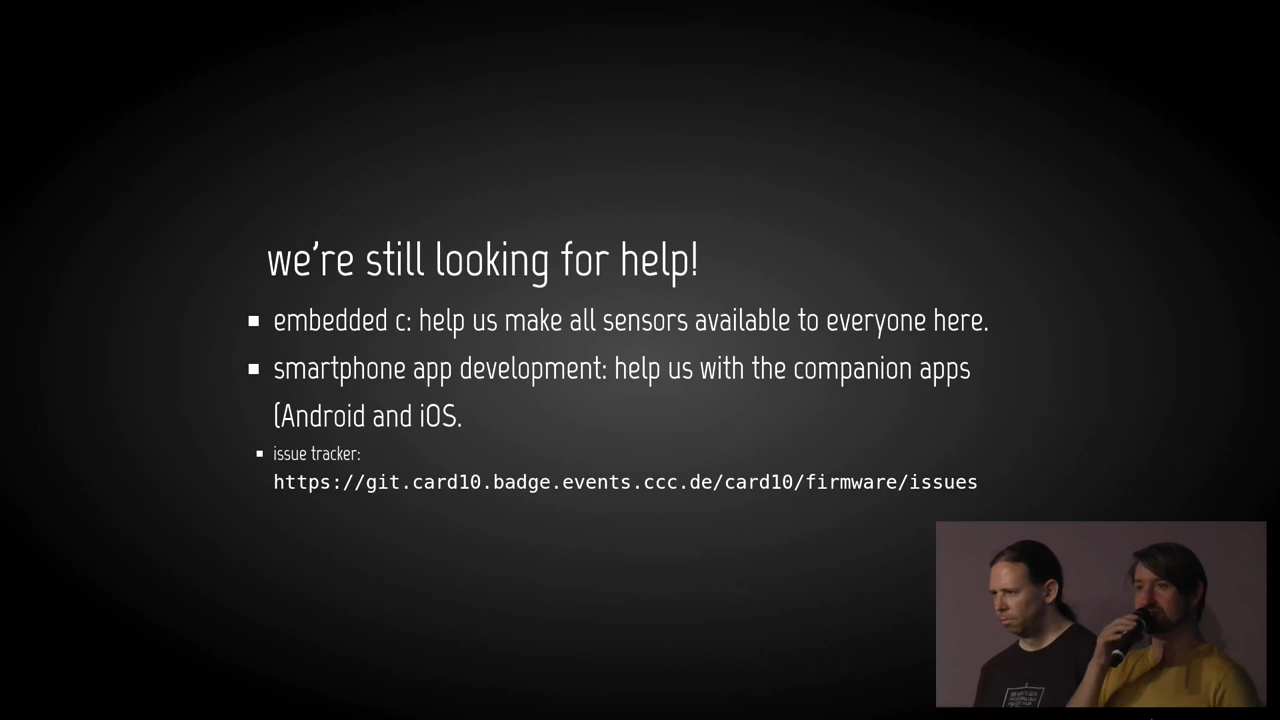 we're still looking for help!
embedded c: help us make all sensors available to everyone here.
smartphone app development: help us with the companion apps
(Android and iOS.
issue tracker:
https://git.card10.badge.events.ccc.de/card10/firmware/issues